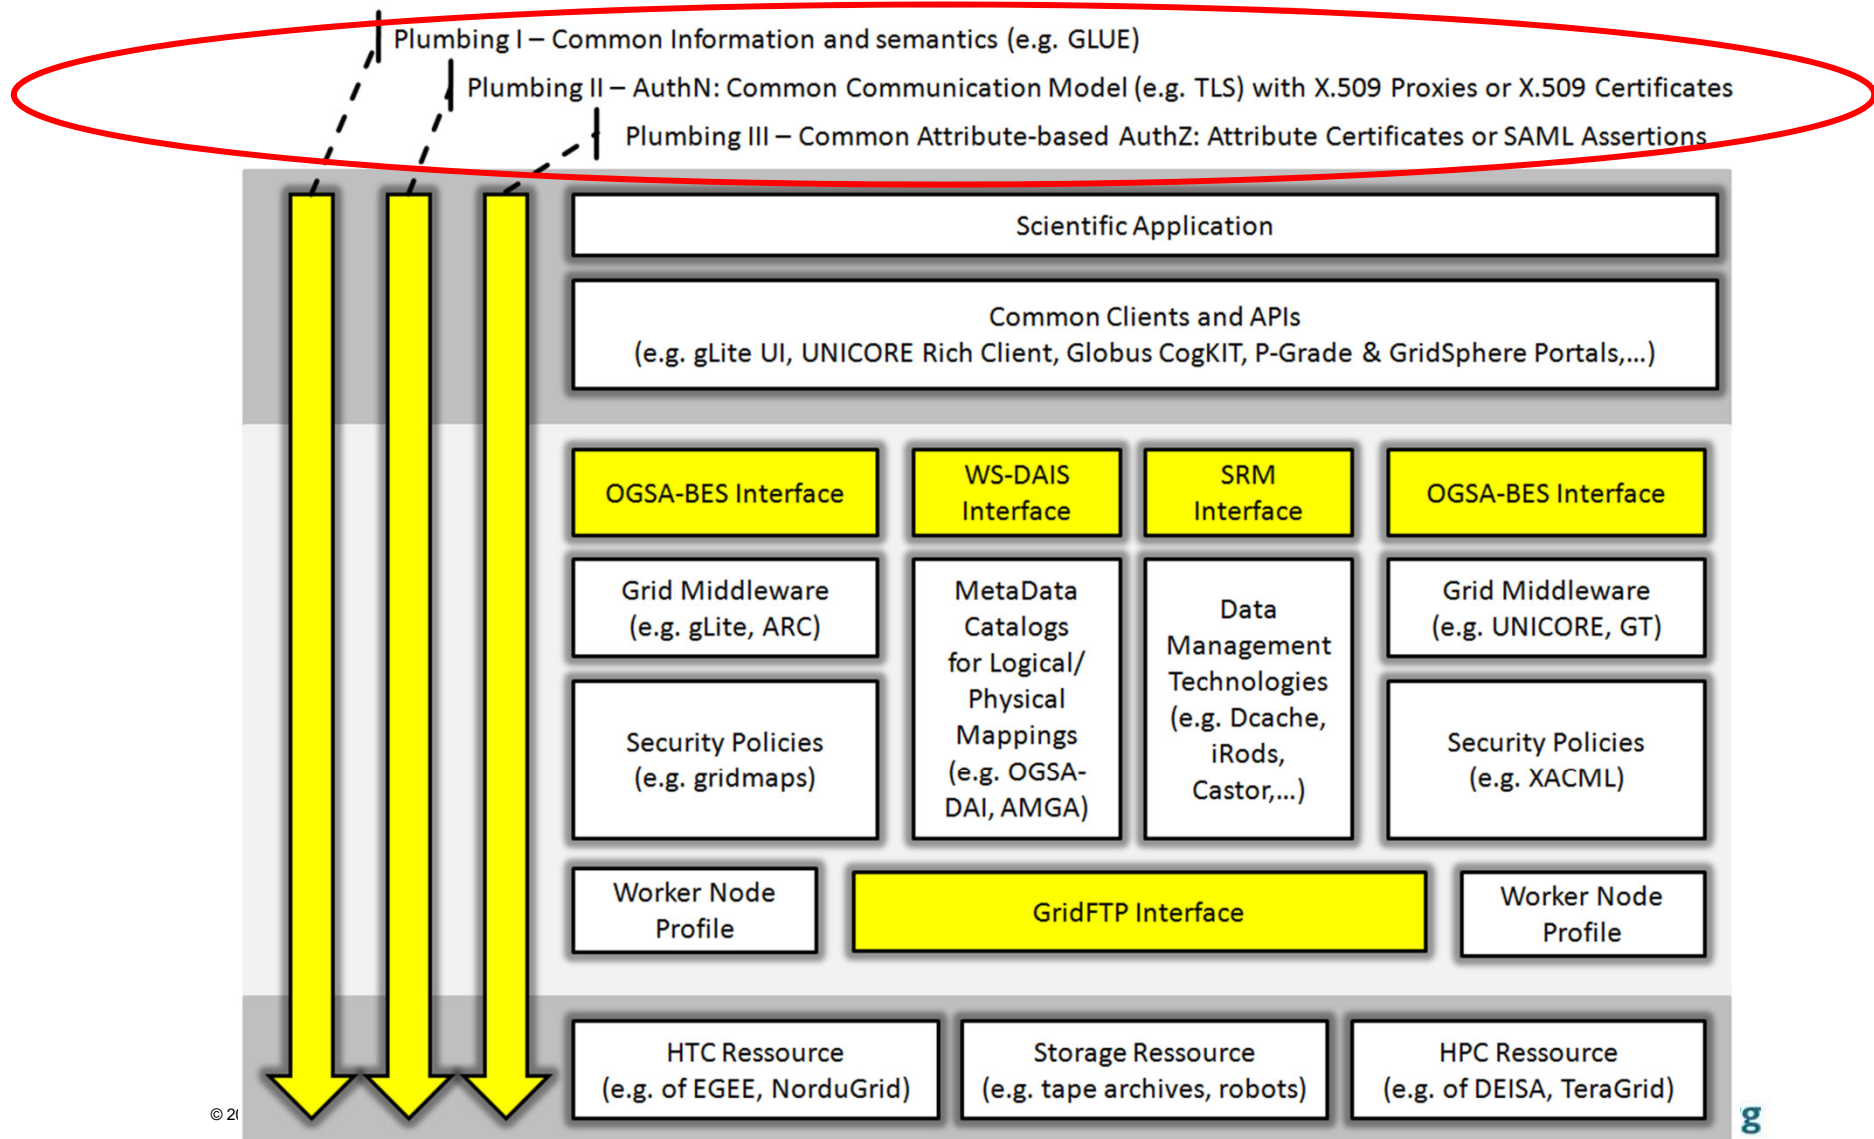 Plumbing I – Common Information and semantics (e.g. GLUE)
Plumbing II – AuthN: Common Communication Model (e.g. TLS) with X.509 Proxies or X.509 Certificates
Plumbing III – Common Attribute-based AuthZ: Attribute Certificates or SAML Assertions
Scientific Application
Common Clients and APIs
(e.g. gLite UI, UNICORE Rich Client, Globus CogKIT, P-Grade & GridSphere Portals,...)
OGSA-BES Interface
WS-DAIS
Interface
SRM
Interface
OGSA-BES Interface
Grid Middleware
(e.g. gLite, ARC)
MetaData
Catalogs
for Logical/
Physical
Mappings
(e.g. OGSA-
DAI, AMGA)
Data
Management
Technologies
(e.g. Dcache,
iRods,
Castor,...)
Grid Middleware
(e.g. UNICORE, GT)
Security Policies
(e.g. gridmaps)
Security Policies
(e.g. XACML)
Worker Node
Profile
GridFTP Interface
Worker Node
Profile
HTC Ressource
(e.g. of EGEE, NorduGrid)
Storage Ressource
(e.g. tape archives, robots)
HPC Ressource
(e.g. of DEISA, TeraGrid)
©
g